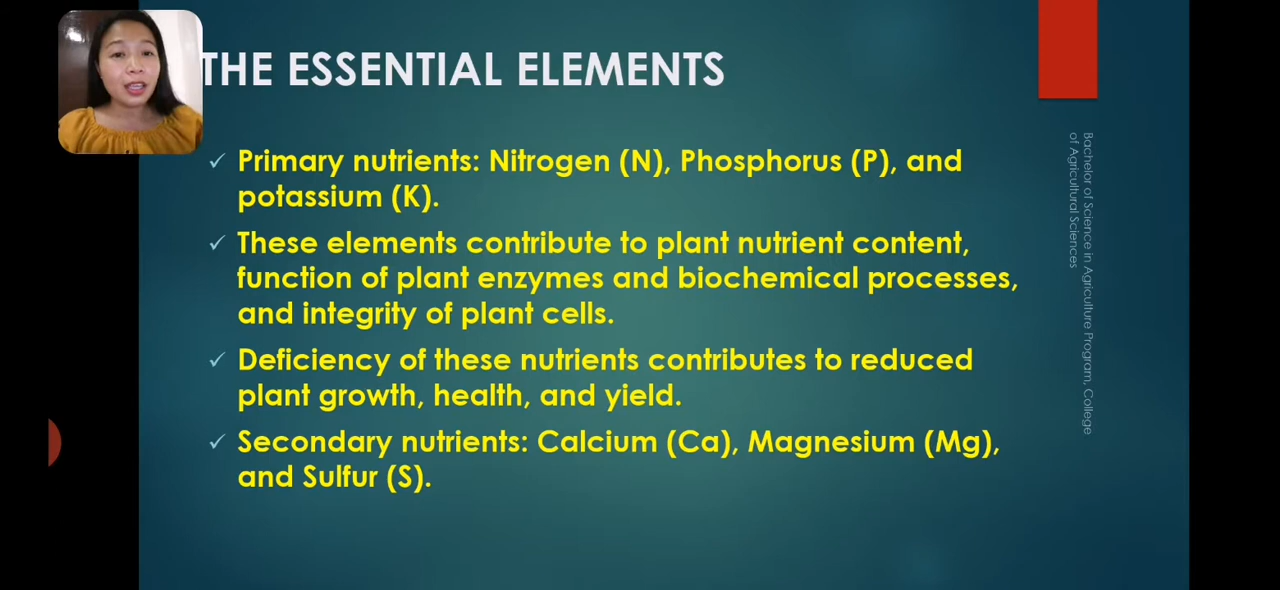 THE ESSENTIAL ELEMENTS
✓ Primary nutrients: Nitrogen (N), Phosphorus (P), and
potassium (K).
✓ These elements contribute to plant nutrient content,
function of plant enzymes and biochemical processes,
and integrity of plant cells.
✓ Deficiency of these nutrients contributes to reduced
plant growth, health, and yield.
✓ Secondary nutrients: Calcium (Ca), Magnesium (Mg),
and Sulfur (S).
Bachelor of Science in Agriculture Program, College
of Agricultural Sciences